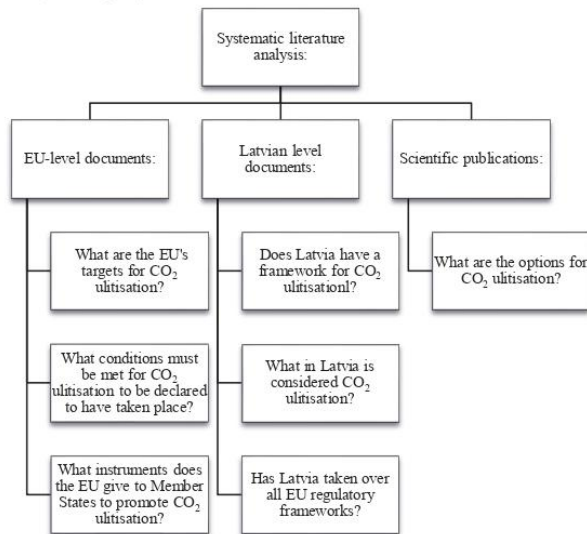 Systematic literature
analysis:
EU-level documents:
Latvian level
documents:
Scientific publications:
What are the EU's
targets for CO₂
ulitisation?
Does Latvia have a
framework for CO₂
ulitisationl?
What are the options for
CO₂ ulitisation?
What conditions must
be met for CO₂
ulitisation to be declared
to have taken place?
What in Latvia is
considered CO₂
ulitisation?
What instruments does
the EU give to Member
States to promote CO₂
ulitisation?
Has Latvia taken over
all EU regulatory
frameworks?